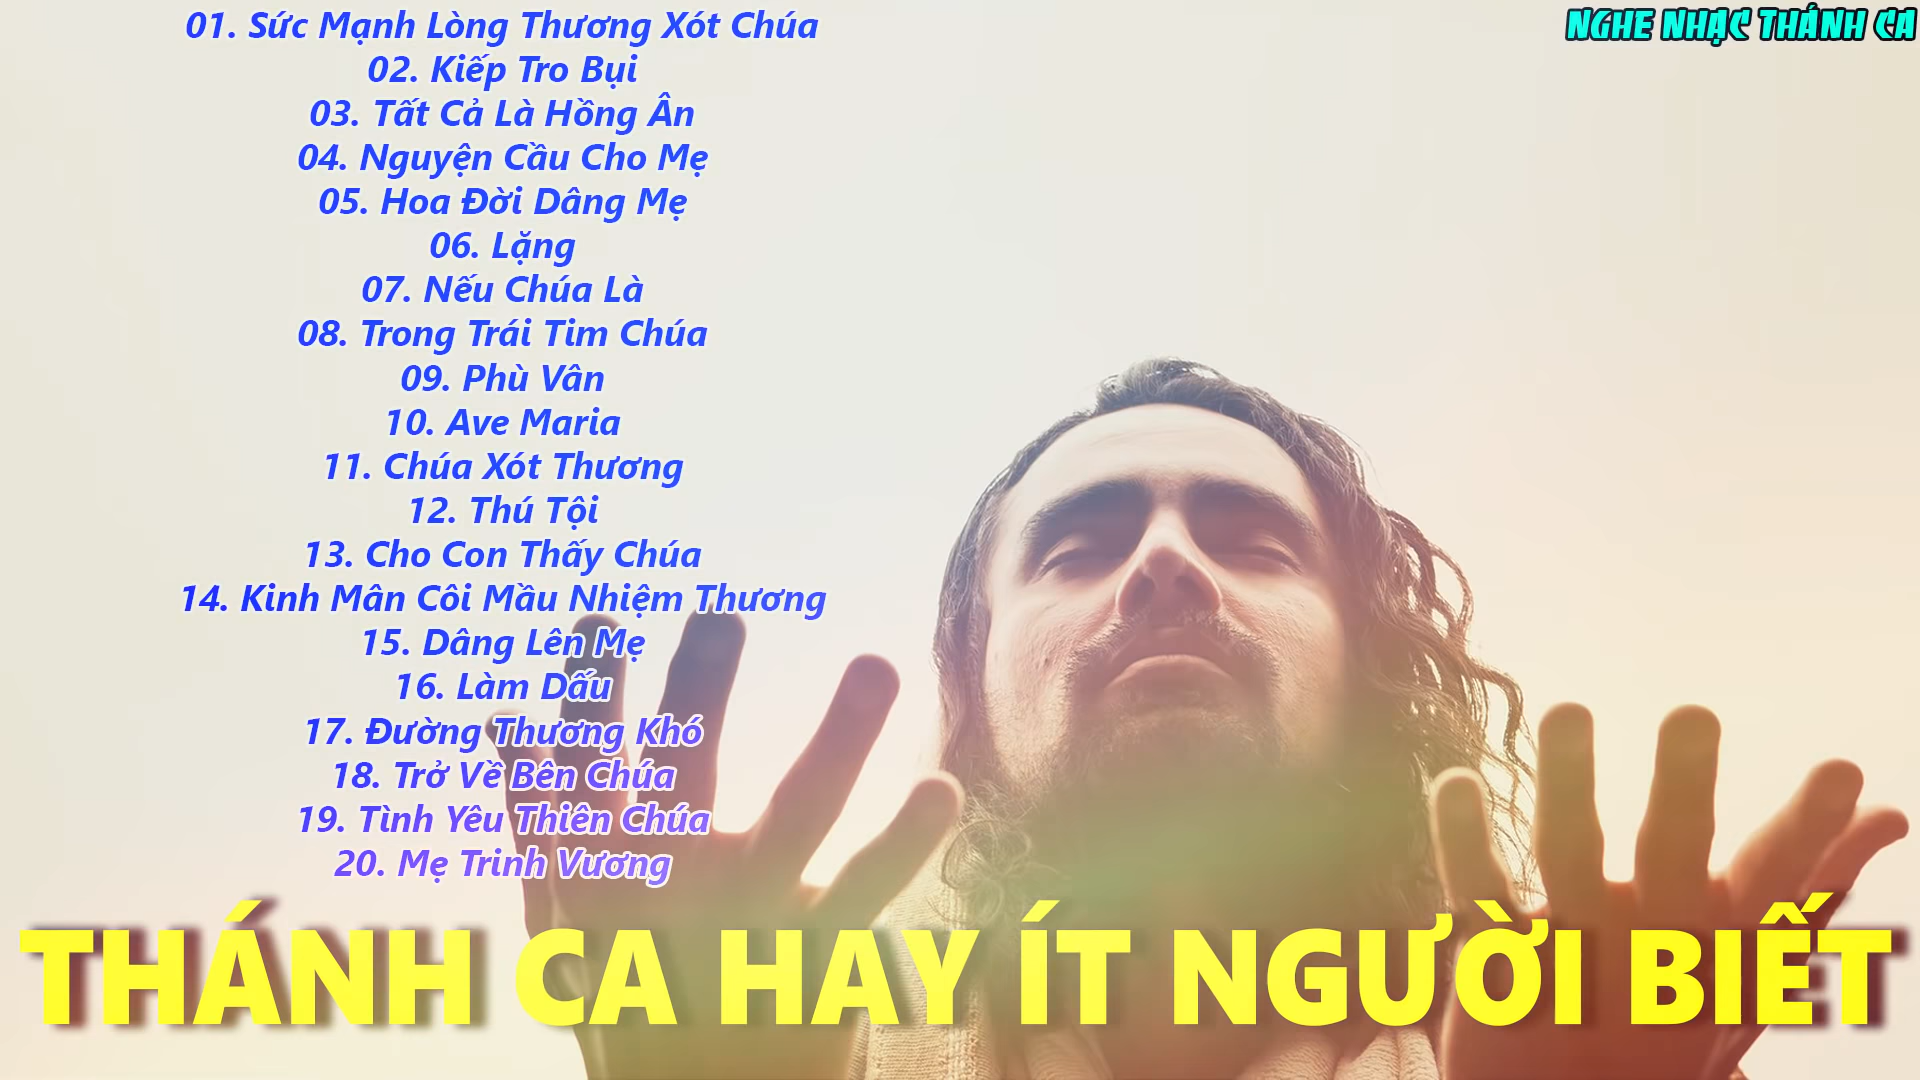 01. Sức Mạnh Lòng Thương Xót Chúa
02. Kiếp Tro Bụi
03. Tất Cả Là Hồng Ân
04. Nguyện Cầu Cho Mẹ
05. Hoa Đời Dâng Mẹ
06. Lặng
07. Nếu Chúa Là
08. Trong Trái Tim Chúa
09. Phù Vân
10. Ave Maria
11. Chúa Xót Thương
12. Thú Tội
13. Cho Con Thấy Chúa
14. Kinh Mân Côi Mầu Nhiệm Thương
15. Dâng Lên Mẹ
16. Làm Dấu
17. Đường Thương Khó
18. Trở Về Bên Chúa
19. Tình Yêu Thiên Chúa
20. Mẹ Trinh Vương
NGHE NHẠC THÁNH CA
THÁNH CA HAY ÍT NGƯỜI BIẾT